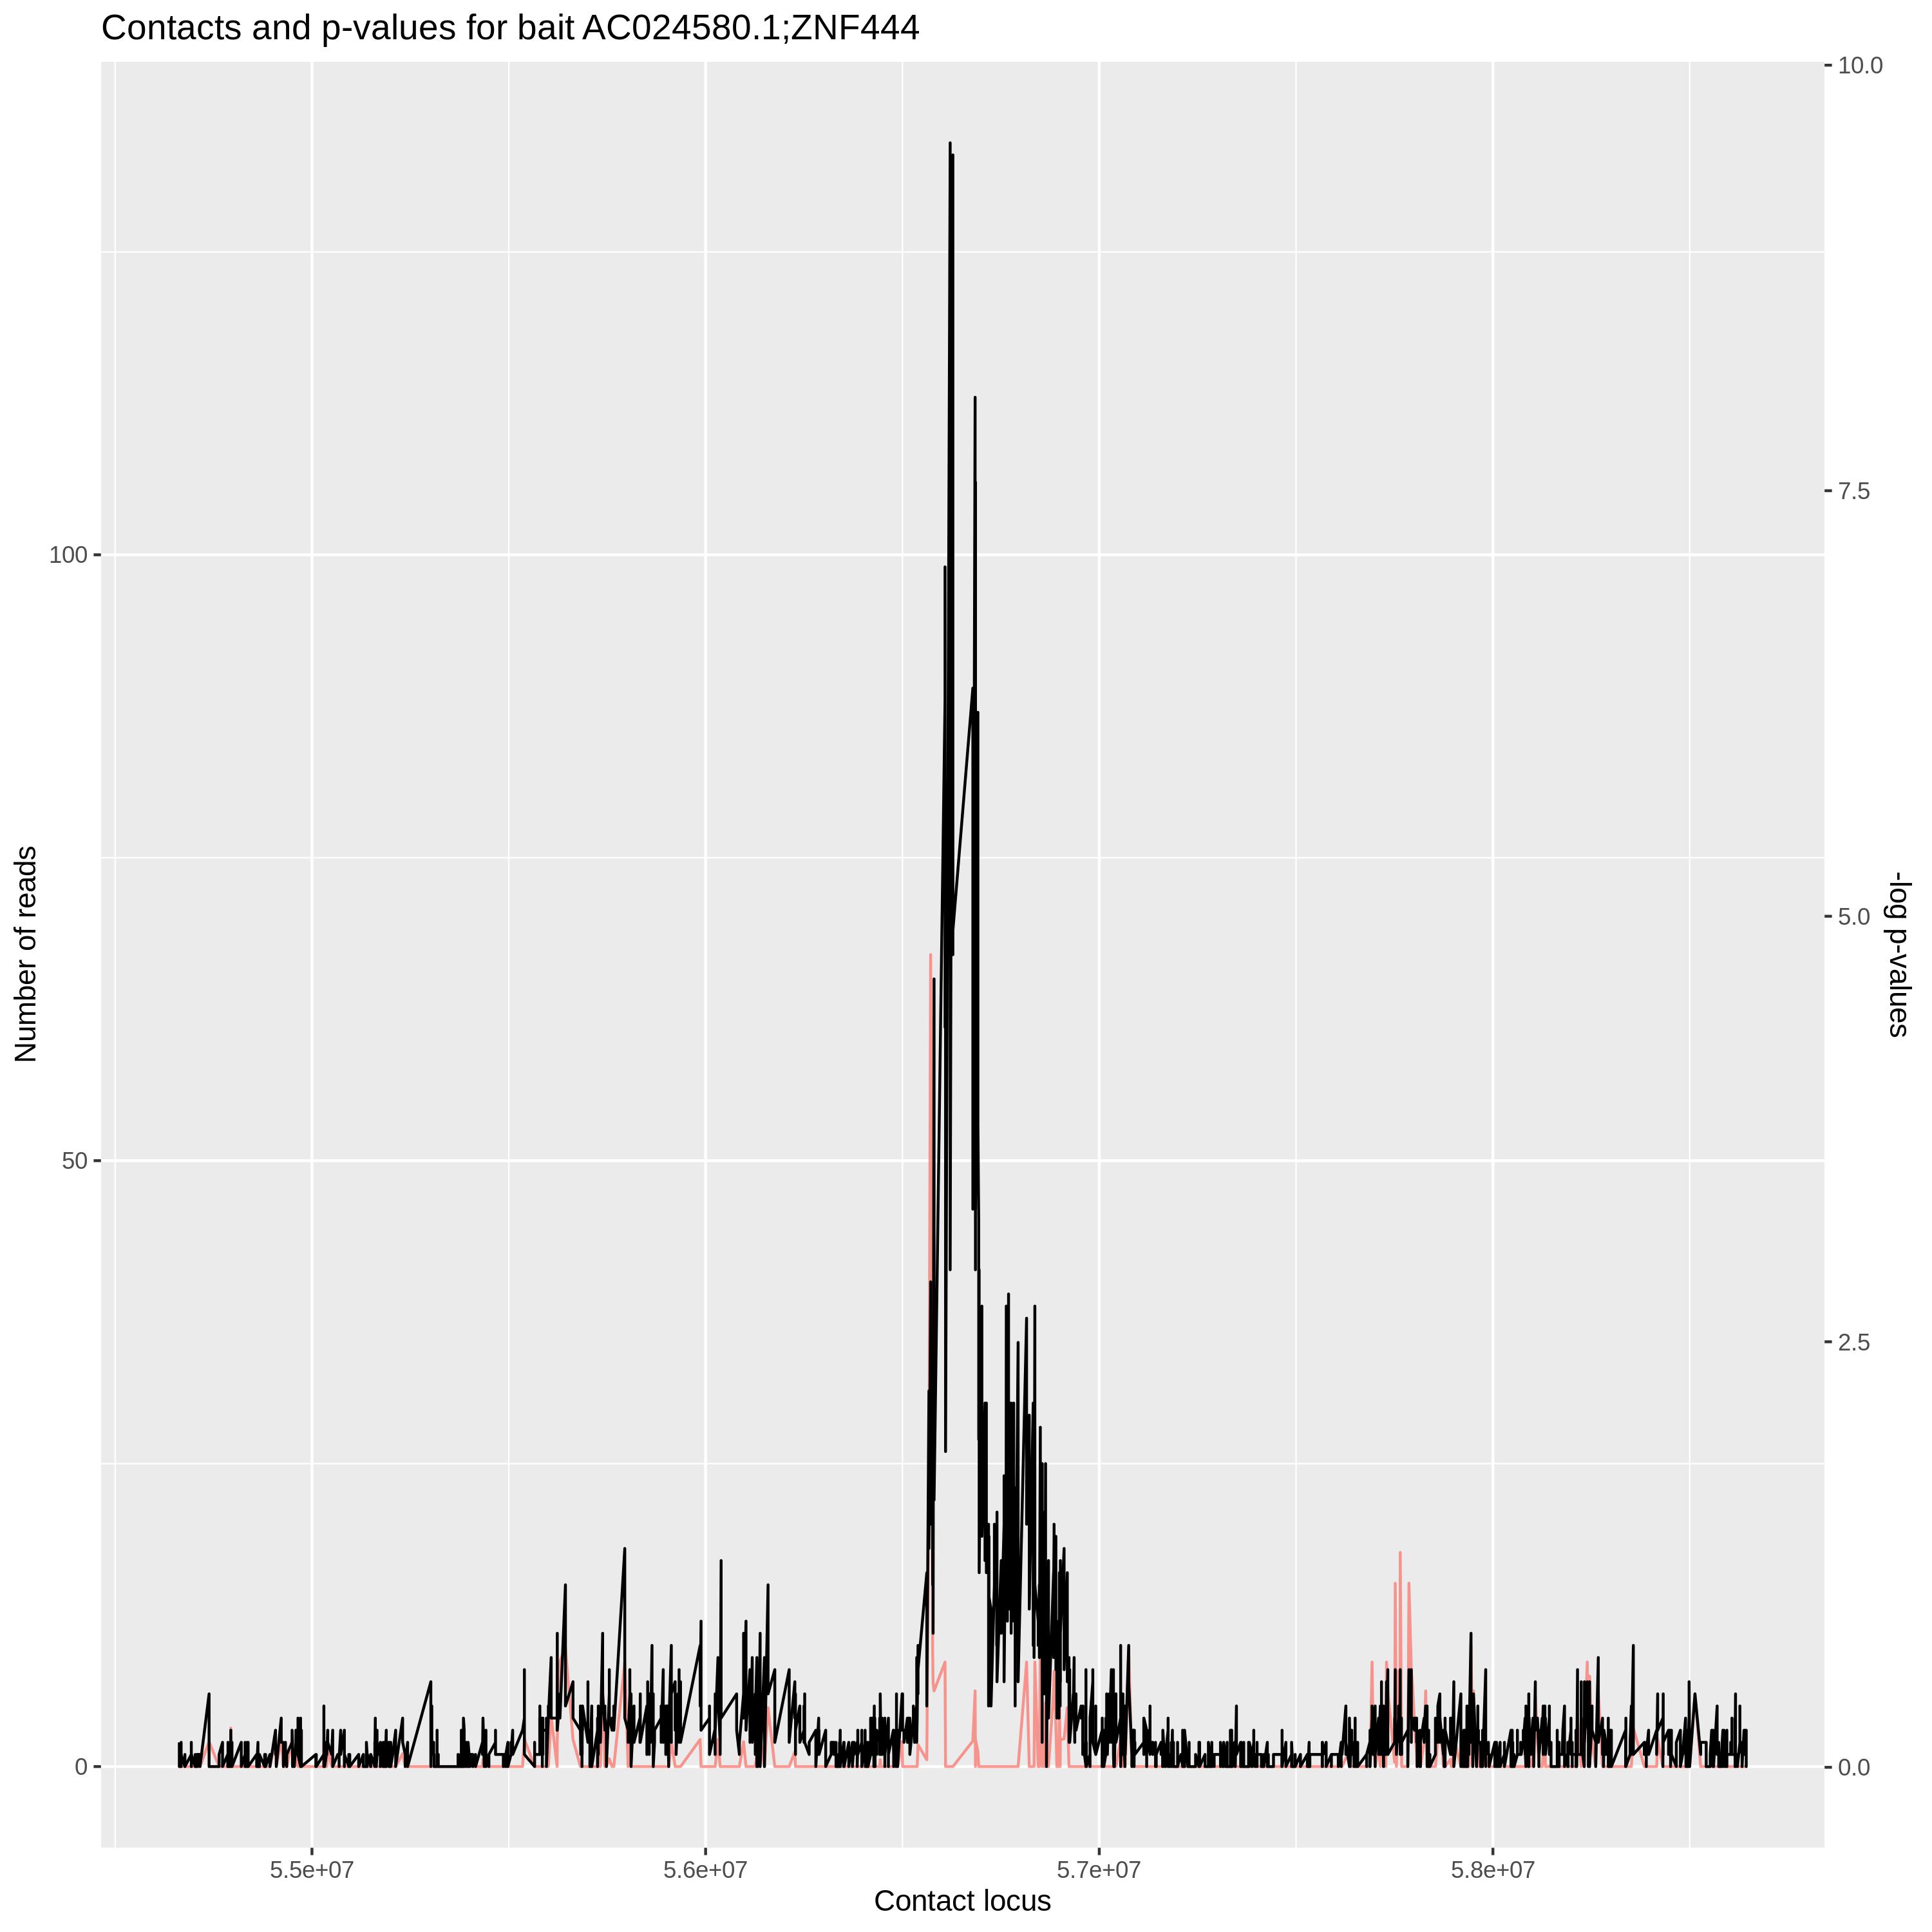 Contacts and p-values for bait AC024580.1;ZNF444
Number of reads
100
50
0
10.0
7.5
5.0
2.5
0.0
-log p-values
5.5e+07 5.6e+07 5.7e+07 5.8e+07
Contact locus